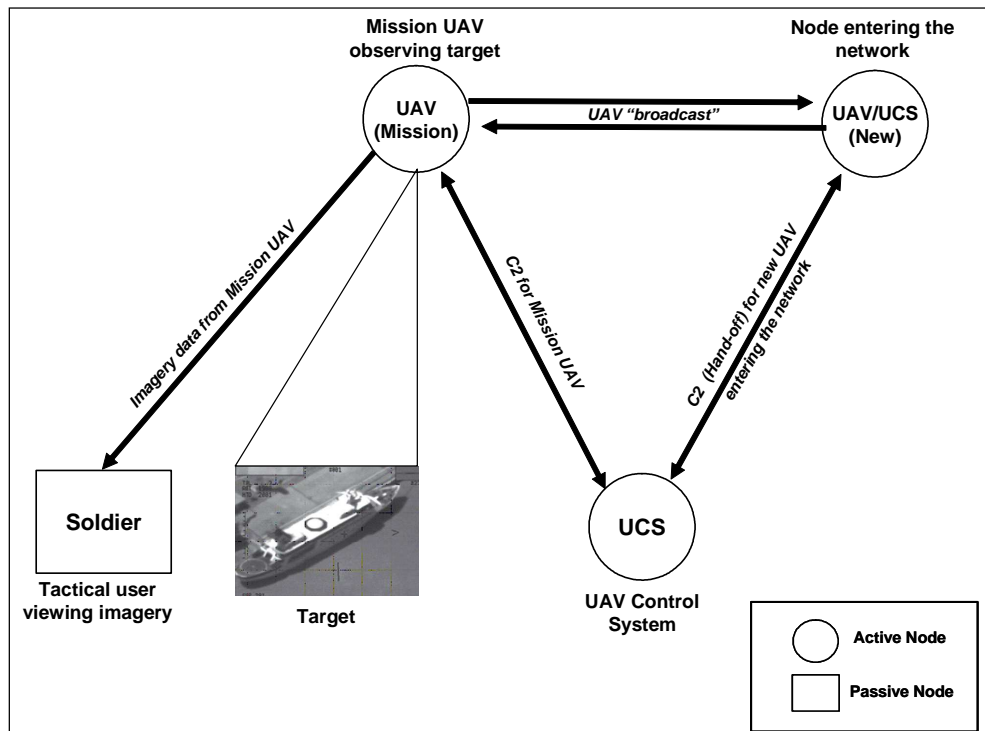 Mission UAV
observing target
Node entering the
network
UAV
(Mission)
UAV "broadcast"
UAV/UCS
(New)
Imagery data from Mission UAV
C2 for Mission UAV
C2 (Hand-off) for new UAV
entering the network
Soldier
Tactical user
viewing imagery
Target
UCS
UAV Control
System
Active Node
Passive Node